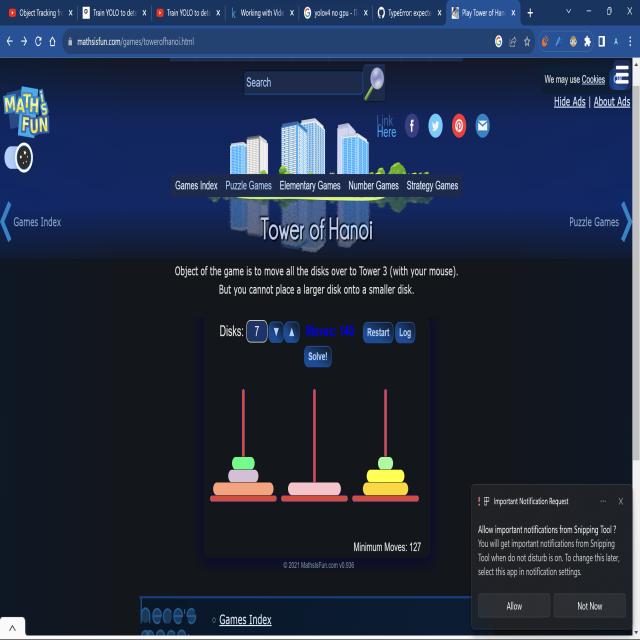 Object Tracking fr
Train YOLO to dete
Train YOLO to dete
Working with Vide
yolov4 no gpu - П
TypeError: expecte
Play Tower of Han
mathsisfun.com/games/towerofhanoi.html
Search
We may use Cookies
Hide Ads | About Ads
MATH'S
FUN
Link
Here
Games Index Puzzle Games Elementary Games Number Games Strategy Games
Games Index
Puzzle Games
Tower of Hanoi
Object of the game is to move all the disks over to Tower 3 (with your mouse).
But you cannot place a larger disk onto a smaller disk.
Disks: 7 ▼ ▲ Moves: 140 Restart Log
Solve!
Minimum Moves: 127
© 2021 MathsIsFun.com v0.936
Important Notification Request
Allow important notifications from Snipping Tool ?
You will get important notifications from Snipping
Tool when do not disturb is on. To change this later,
select this app in notification settings.
Allow Not Now
Games Index